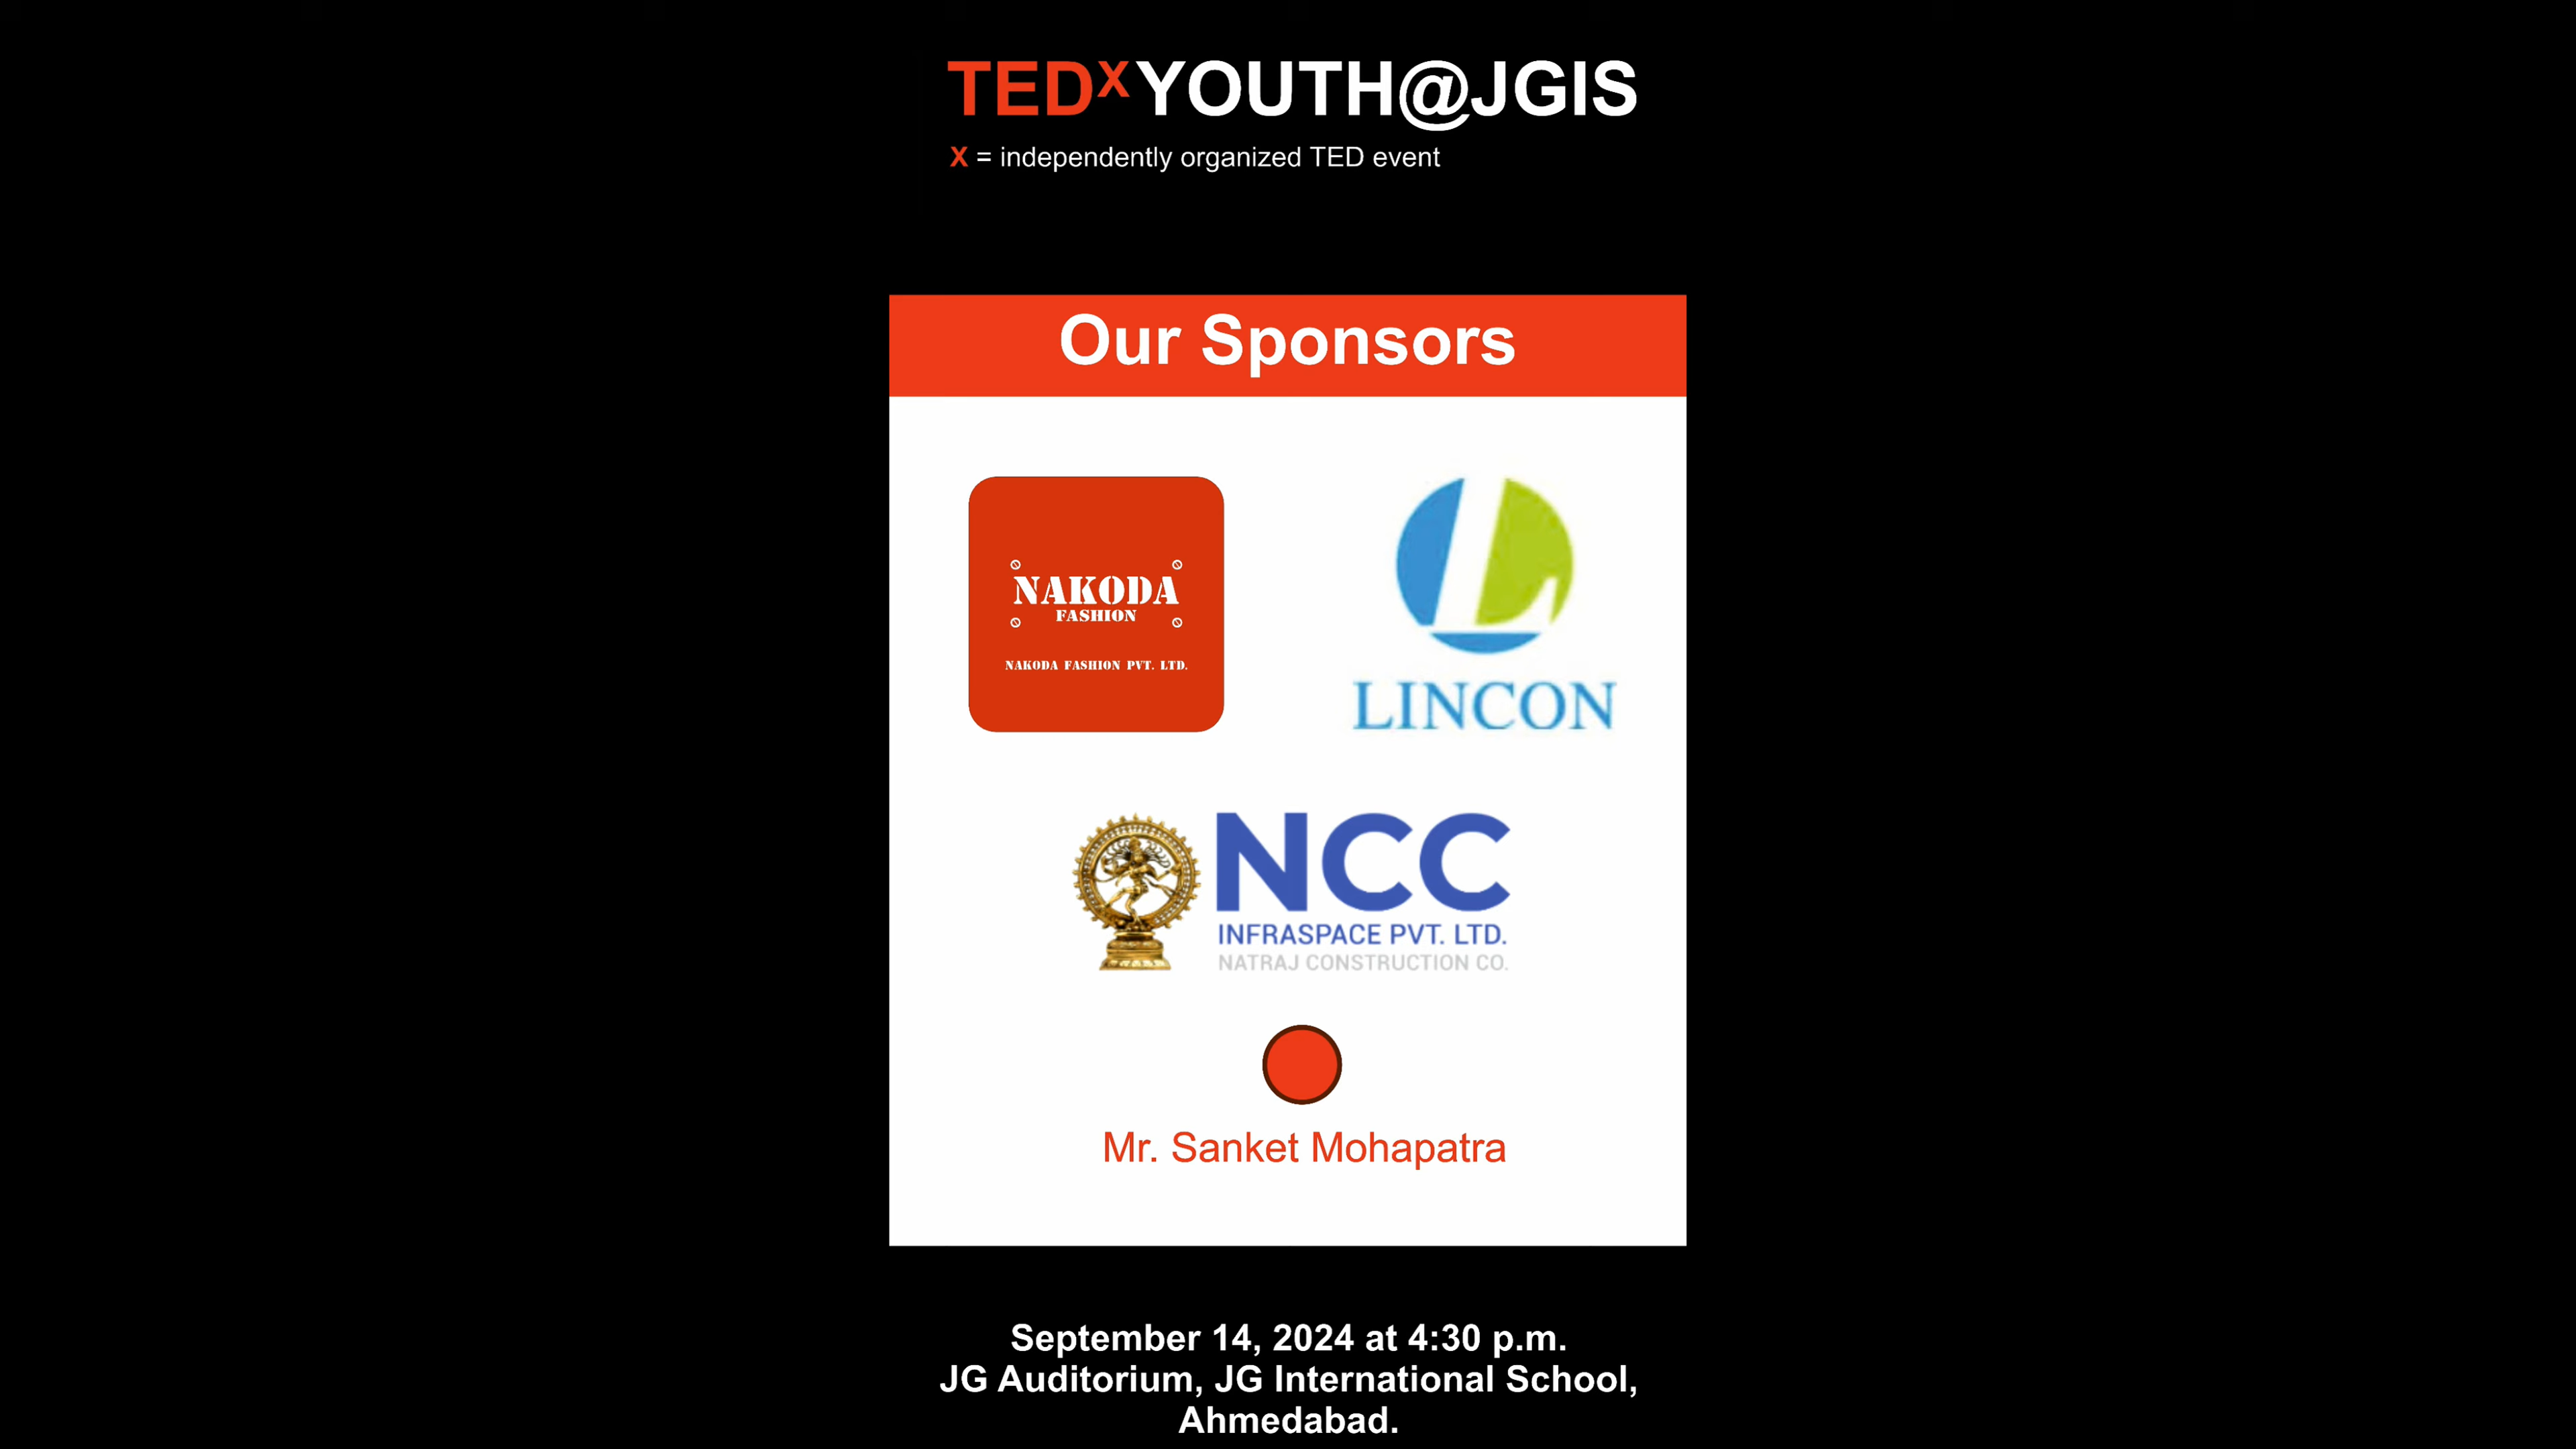 TEDxYOUTH@JGIS
X = independently organized TED event
Our Sponsors
NAKODA
FASHION
NAKODA FASHION PVT. LTD.
LINCON
NCC
INFRASPACE PVT. LTD.
NATRAJ CONSTRUCTION CO.
Mr. Sanket Mohapatra
September 14, 2024 at 4:30 p.m.
JG Auditorium, JG International School,
Ahmedabad.